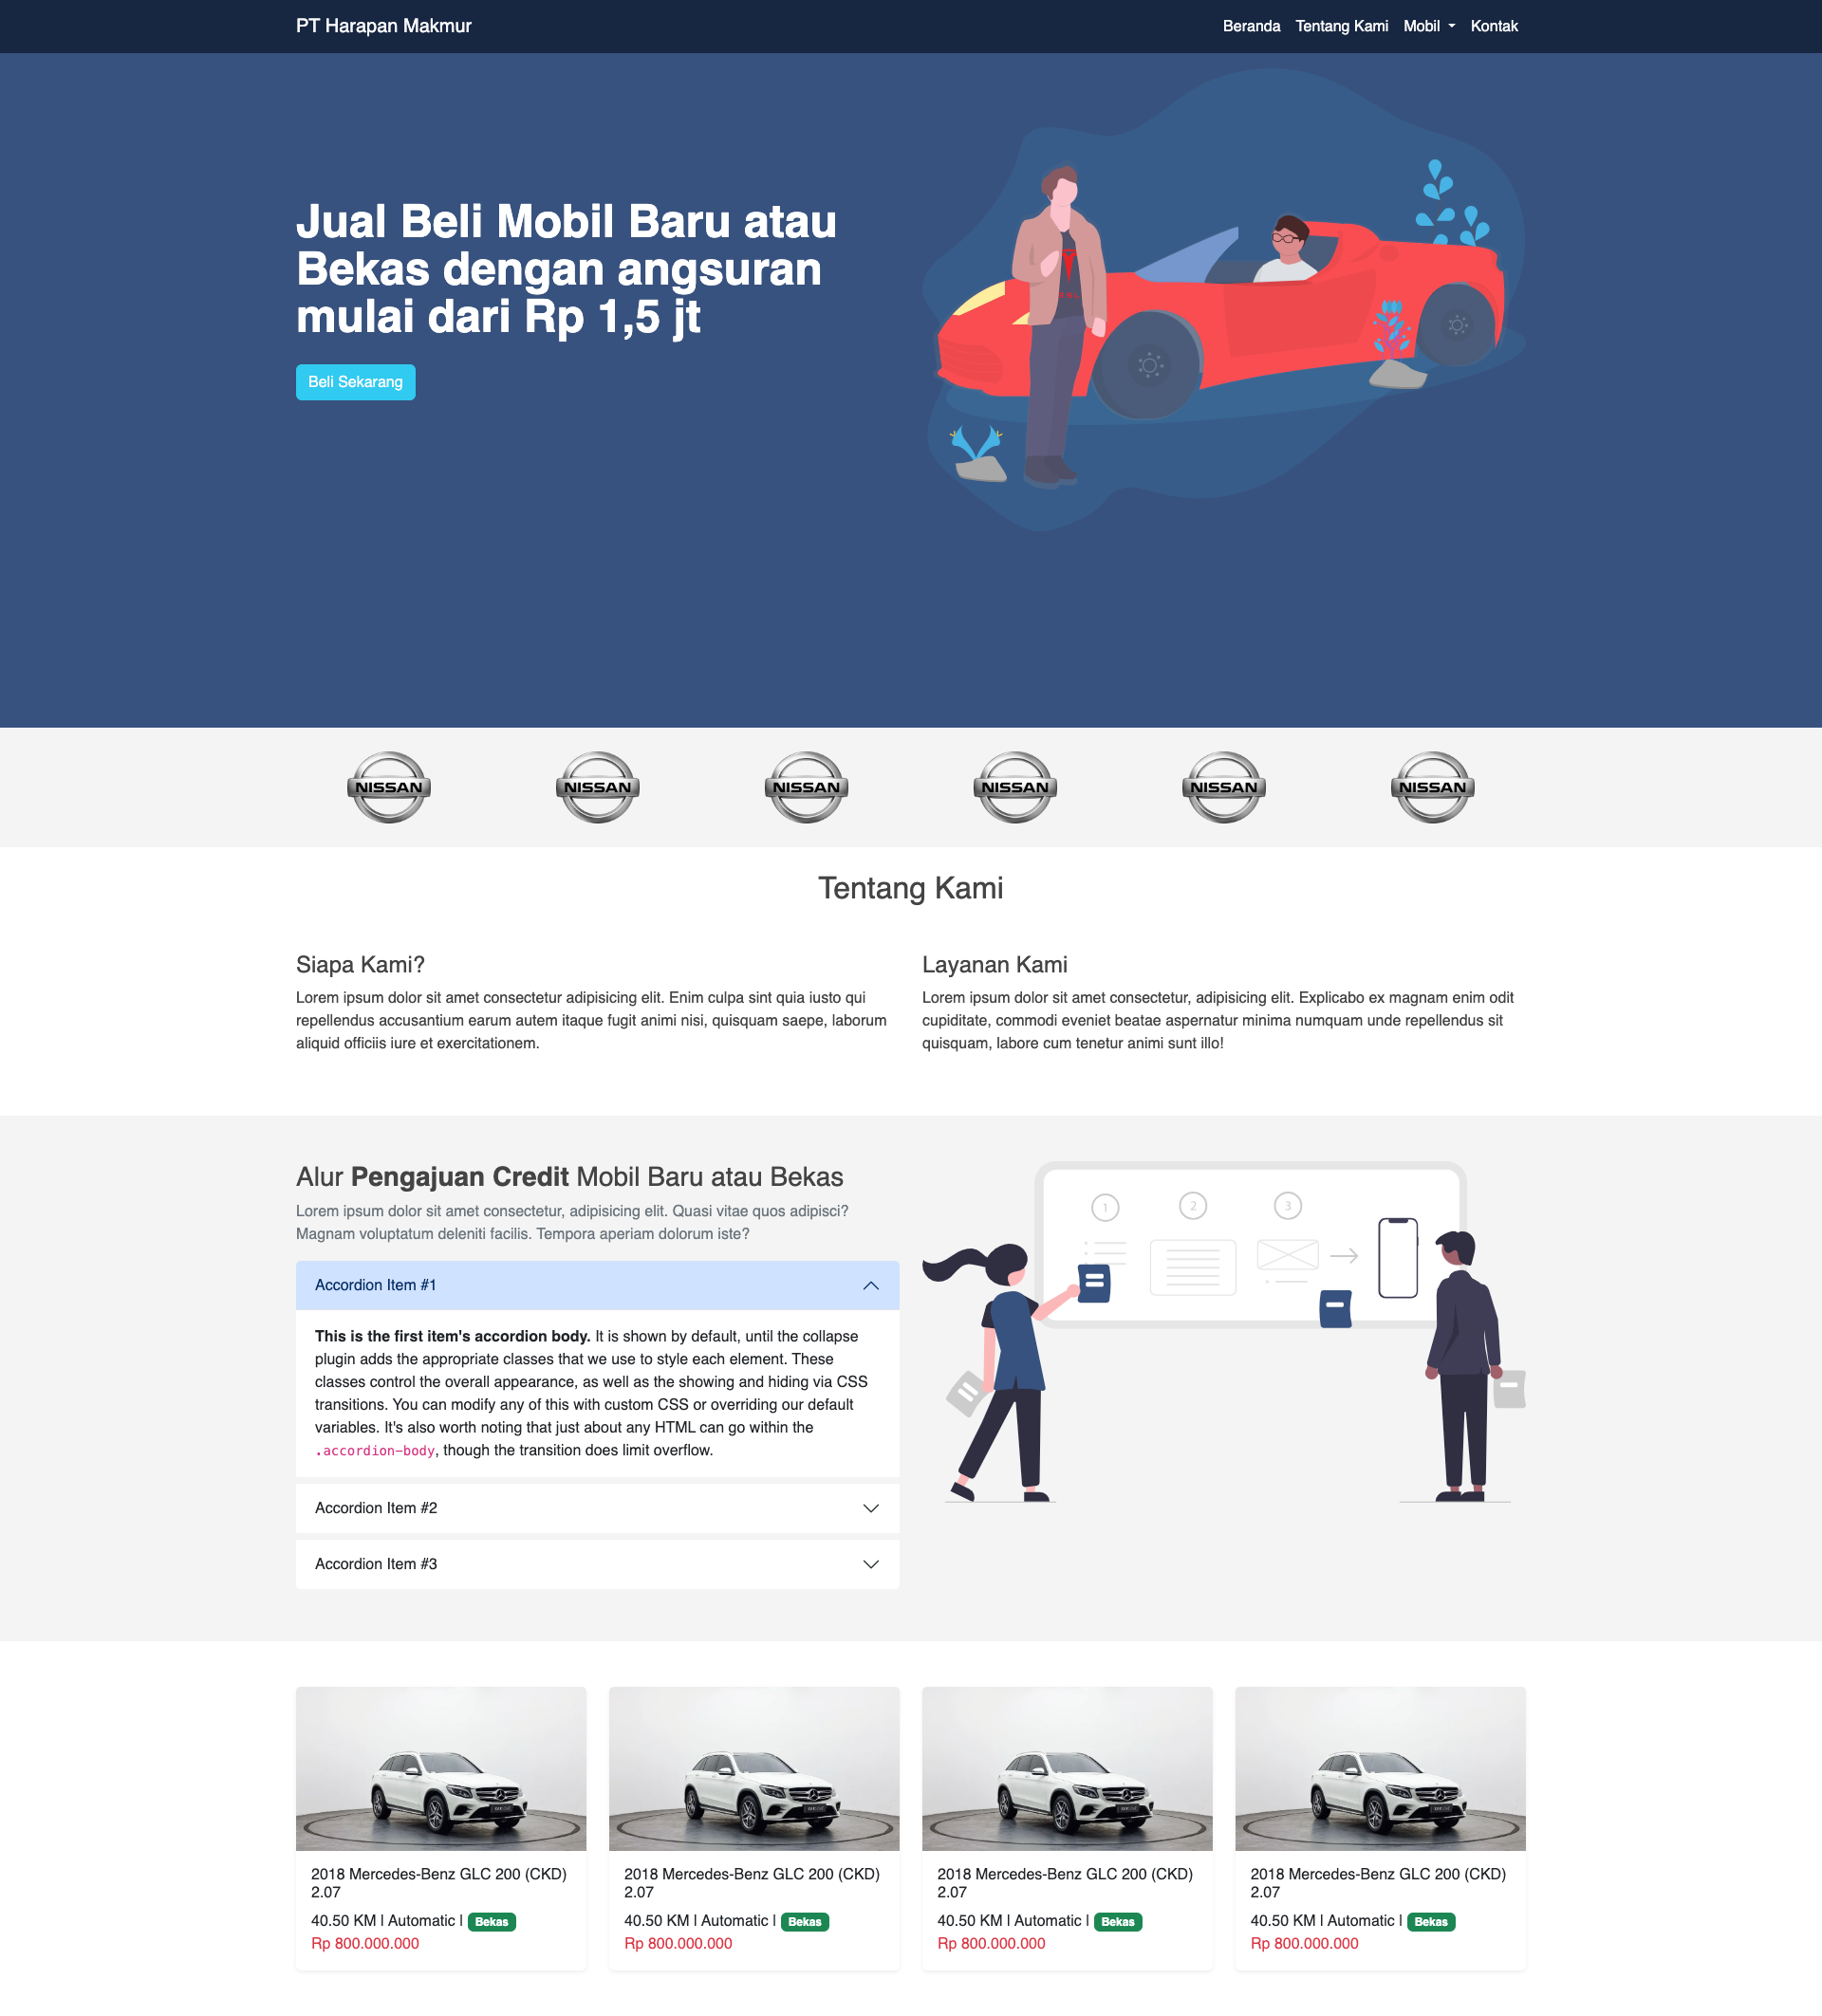 PT Harapan Makmur
Beranda Tentang Kami Mobil Kontak
Jual Beli Mobil Baru atau
Bekas dengan angsuran
mulai dari Rp 1,5 jt
Beli Sekarang
NISSAN NISSAN NISSAN NISSAN NISSAN NISSAN
Tentang Kami
Siapa Kami?
Lorem ipsum dolor sit amet consectetur adipisicing elit. Enim culpa sint quia iusto qui
repellendus accusantium earum autem itaque fugit animi nisi, quisquam saepe, laborum
aliquid officiis iure et exercitationem.
Layanan Kami
Lorem ipsum dolor sit amet consectetur, adipisicing elit. Explicabo ex magnam enim odit
cupiditate, commodi eveniet beatae aspernatur minima numquam unde repellendus sit
quisquam, labore cum tenetur animi sunt illo!
Alur Pengajuan Credit Mobil Baru atau Bekas
Lorem ipsum dolor sit amet consectetur, adipisicing elit. Quasi vitae quos adipisci?
Magnam voluptatum deleniti facilis. Tempora aperiam dolorum iste?
Accordion Item #1
This is the first item's accordion body. It is shown by default, until the collapse
plugin adds the appropriate classes that we use to style each element. These
classes control the overall appearance, as well as the showing and hiding via CSS
transitions. You can modify any of this with custom CSS or overriding our default
variables. It's also worth noting that just about any HTML can go within the
.accordion-body, though the transition does limit overflow.
Accordion Item #2
Accordion Item #3
1 2 3
2018 Mercedes-Benz GLC 200 (CKD)
2.07
40.50 KM | Automatic | Bekas
Rp 800.000.000
2018 Mercedes-Benz GLC 200 (CKD)
2.07
40.50 KM | Automatic | Bekas
Rp 800.000.000
2018 Mercedes-Benz GLC 200 (CKD)
2.07
40.50 KM | Automatic | Bekas
Rp 800.000.000
2018 Mercedes-Benz GLC 200 (CKD)
2.07
40.50 KM | Automatic | Bekas
Rp 800.000.000